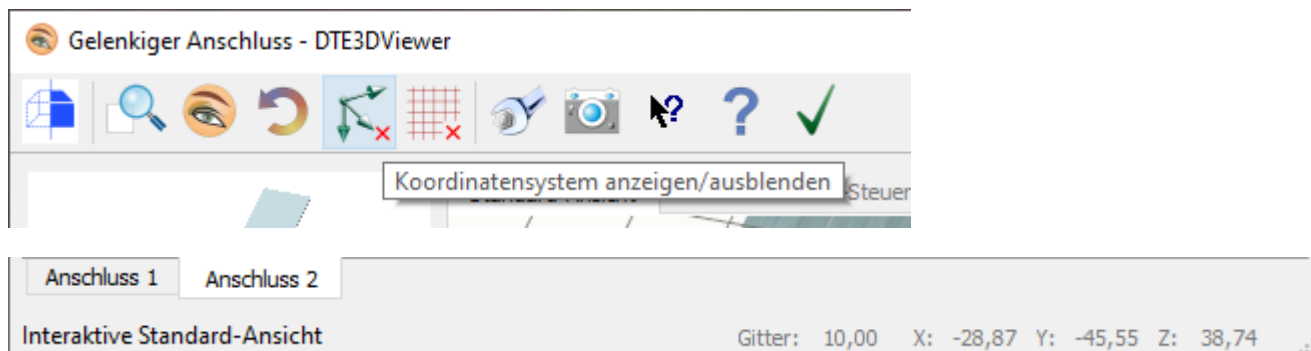 Gelenkiger Anschluss - DTE3DViewer
Koordinatensystem anzeigen/ausblenden
-Steuer
Anschluss 1 Anschluss 2
Interaktive Standard-Ansicht Gitter: 10,00 X: -28,87 Y: -45,55 Z: 38,74